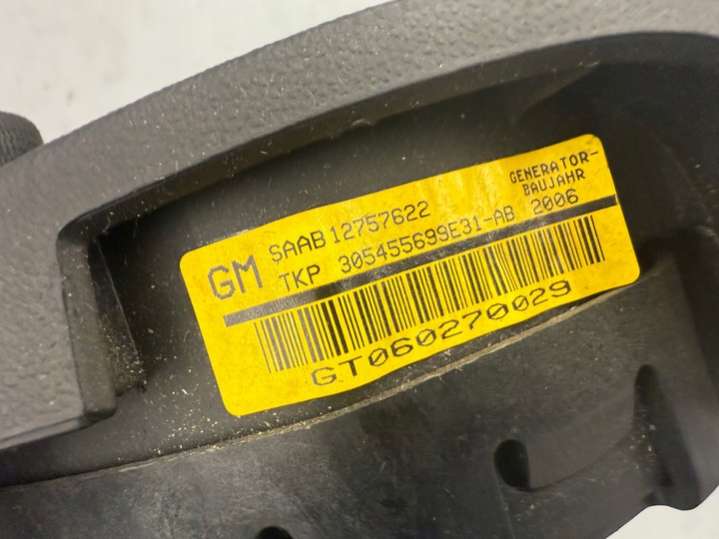 GM SAAB 12757622
GENERATOR-
BAUJAHR
TKP 305455699E31-AB 2006
GT060270029